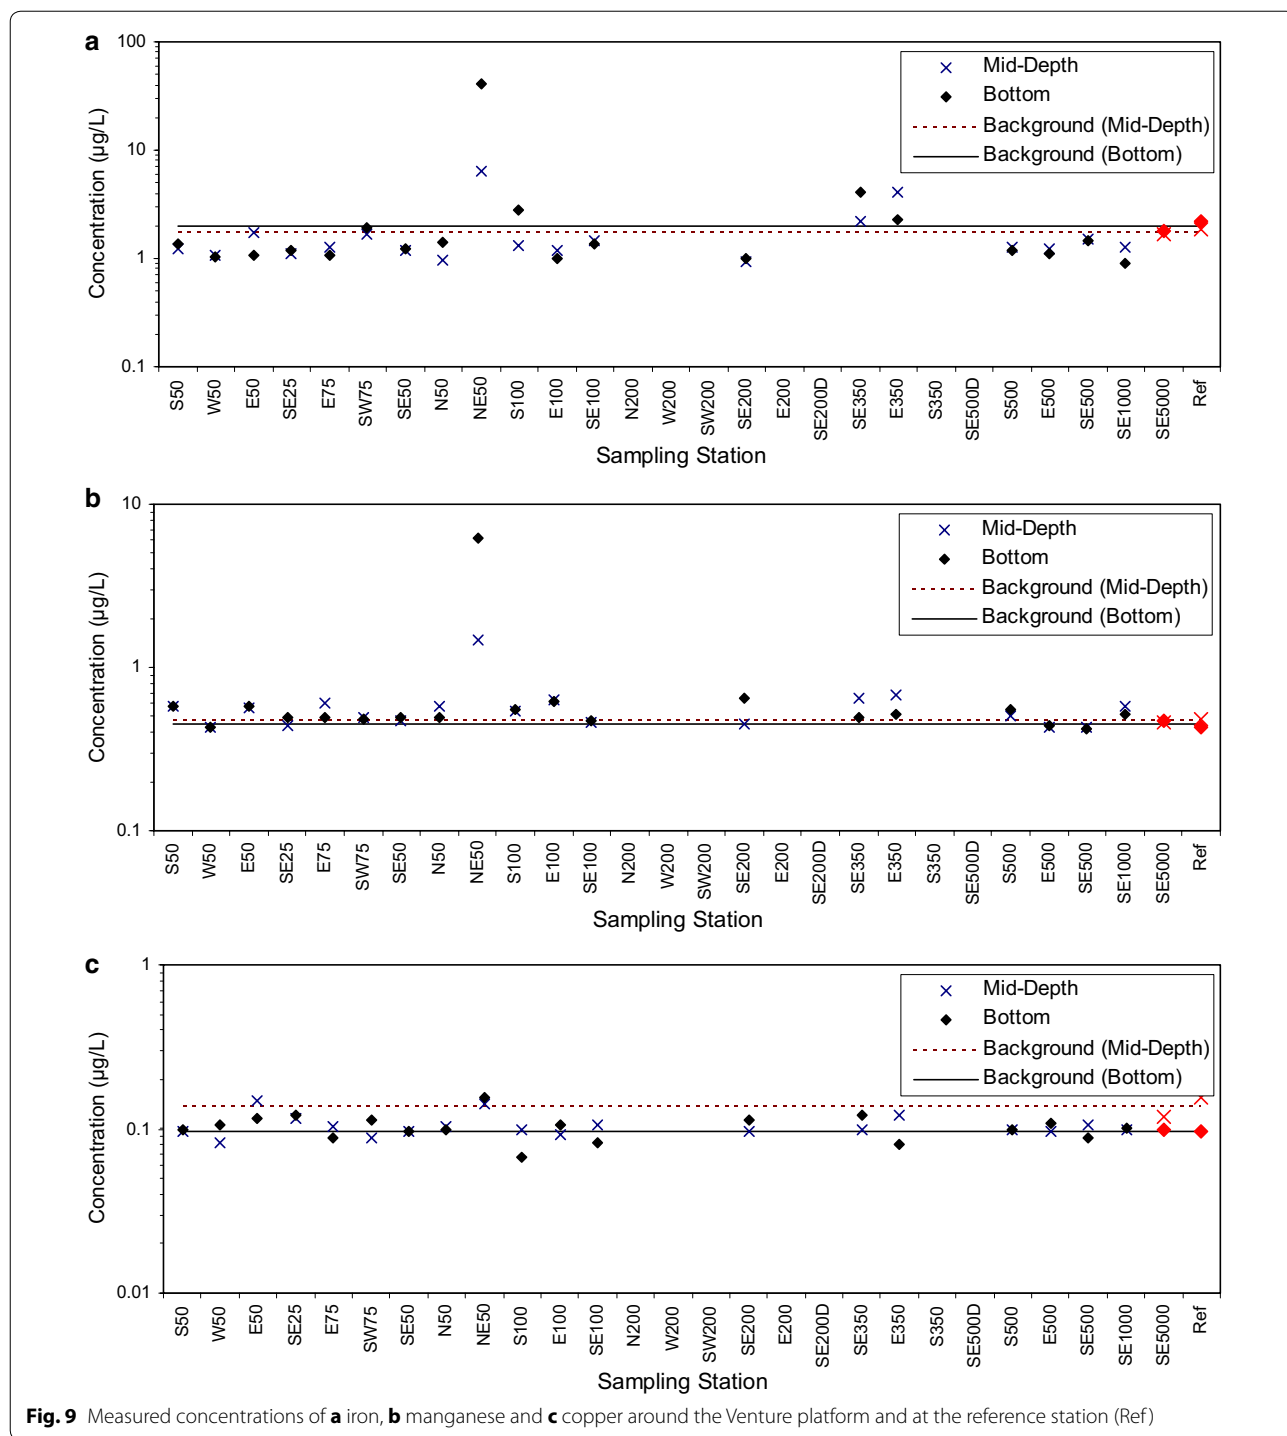 a
100
10
1
0.1
Concentration (µg/L)
Mid-Depth
Bottom
Background (Mid-Depth)
Background (Bottom)
S50
W50
E50
SE25
E75
SW75
SE50
N50
NE50
S100
E100
SE100
N200
W200
SW200
SE200
E200
SE200D
SE350
E350
S350
SE500D
S500
E500
SE500
SE1000
SE5000
Ref
Sampling Station
b
10
1
0.1
Concentration (µg/L)
Mid-Depth
Bottom
Background (Mid-Depth)
Background (Bottom)
S50
W50
E50
SE25
E75
SW75
SE50
N50
NE50
S100
E100
SE100
N200
W200
SW200
SE200
E200
SE200D
SE350
E350
S350
SE500D
S500
E500
SE500
SE1000
SE5000
Ref
Sampling Station
c
1
0.1
0.01
Concentration (µg/L)
Mid-Depth
Bottom
Background (Mid-Depth)
Background (Bottom)
S50
W50
E50
SE25
E75
SW75
SE50
N50
NE50
S100
E100
SE100
N200
W200
SW200
SE200
E200
SE200D
SE350
E350
S350
SE500D
S500
E500
SE500
SE1000
SE5000
Ref
Sampling Station
Fig. 9 Measured concentrations of a iron, b manganese and c copper around the Venture platform and at the reference station (Ref)